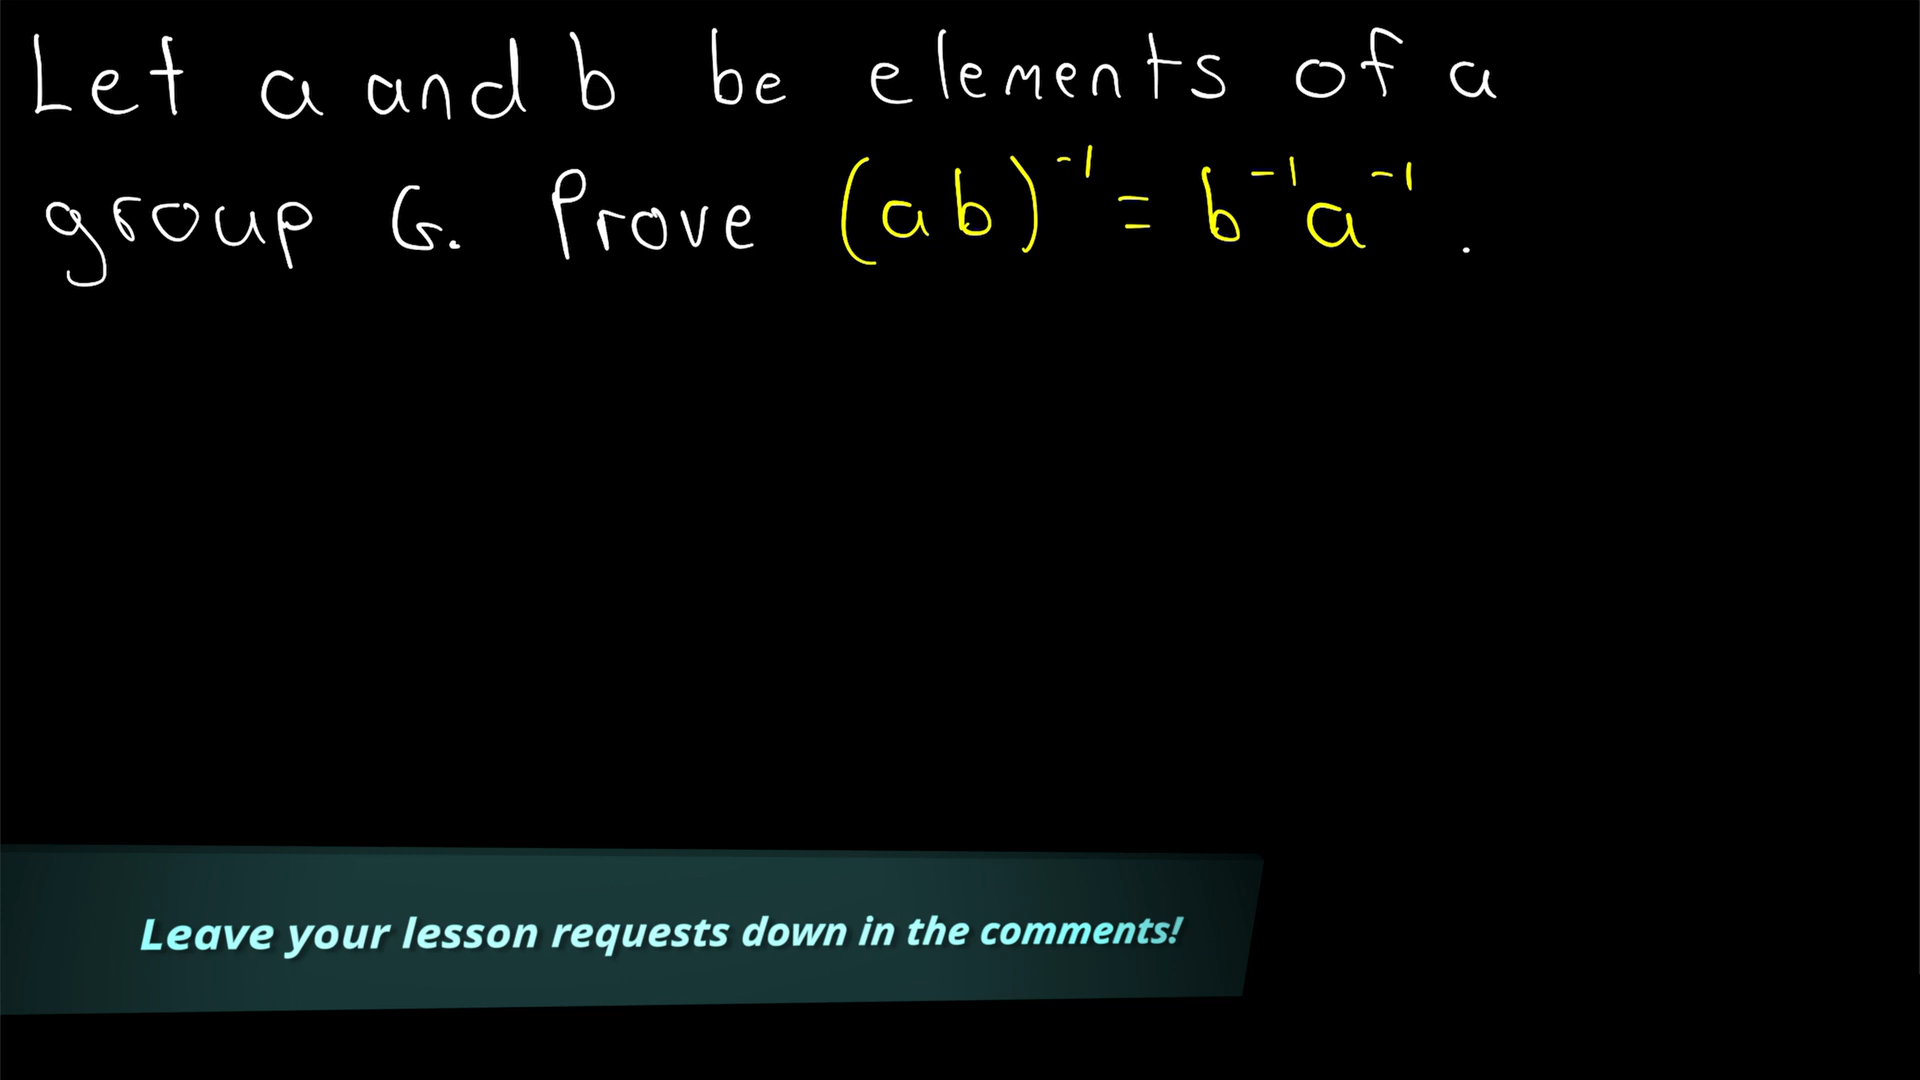 Let a and b be elements of a
group G. Prove (ab)⁻¹ = b⁻¹a⁻¹.
Leave your lesson requests down in the comments!